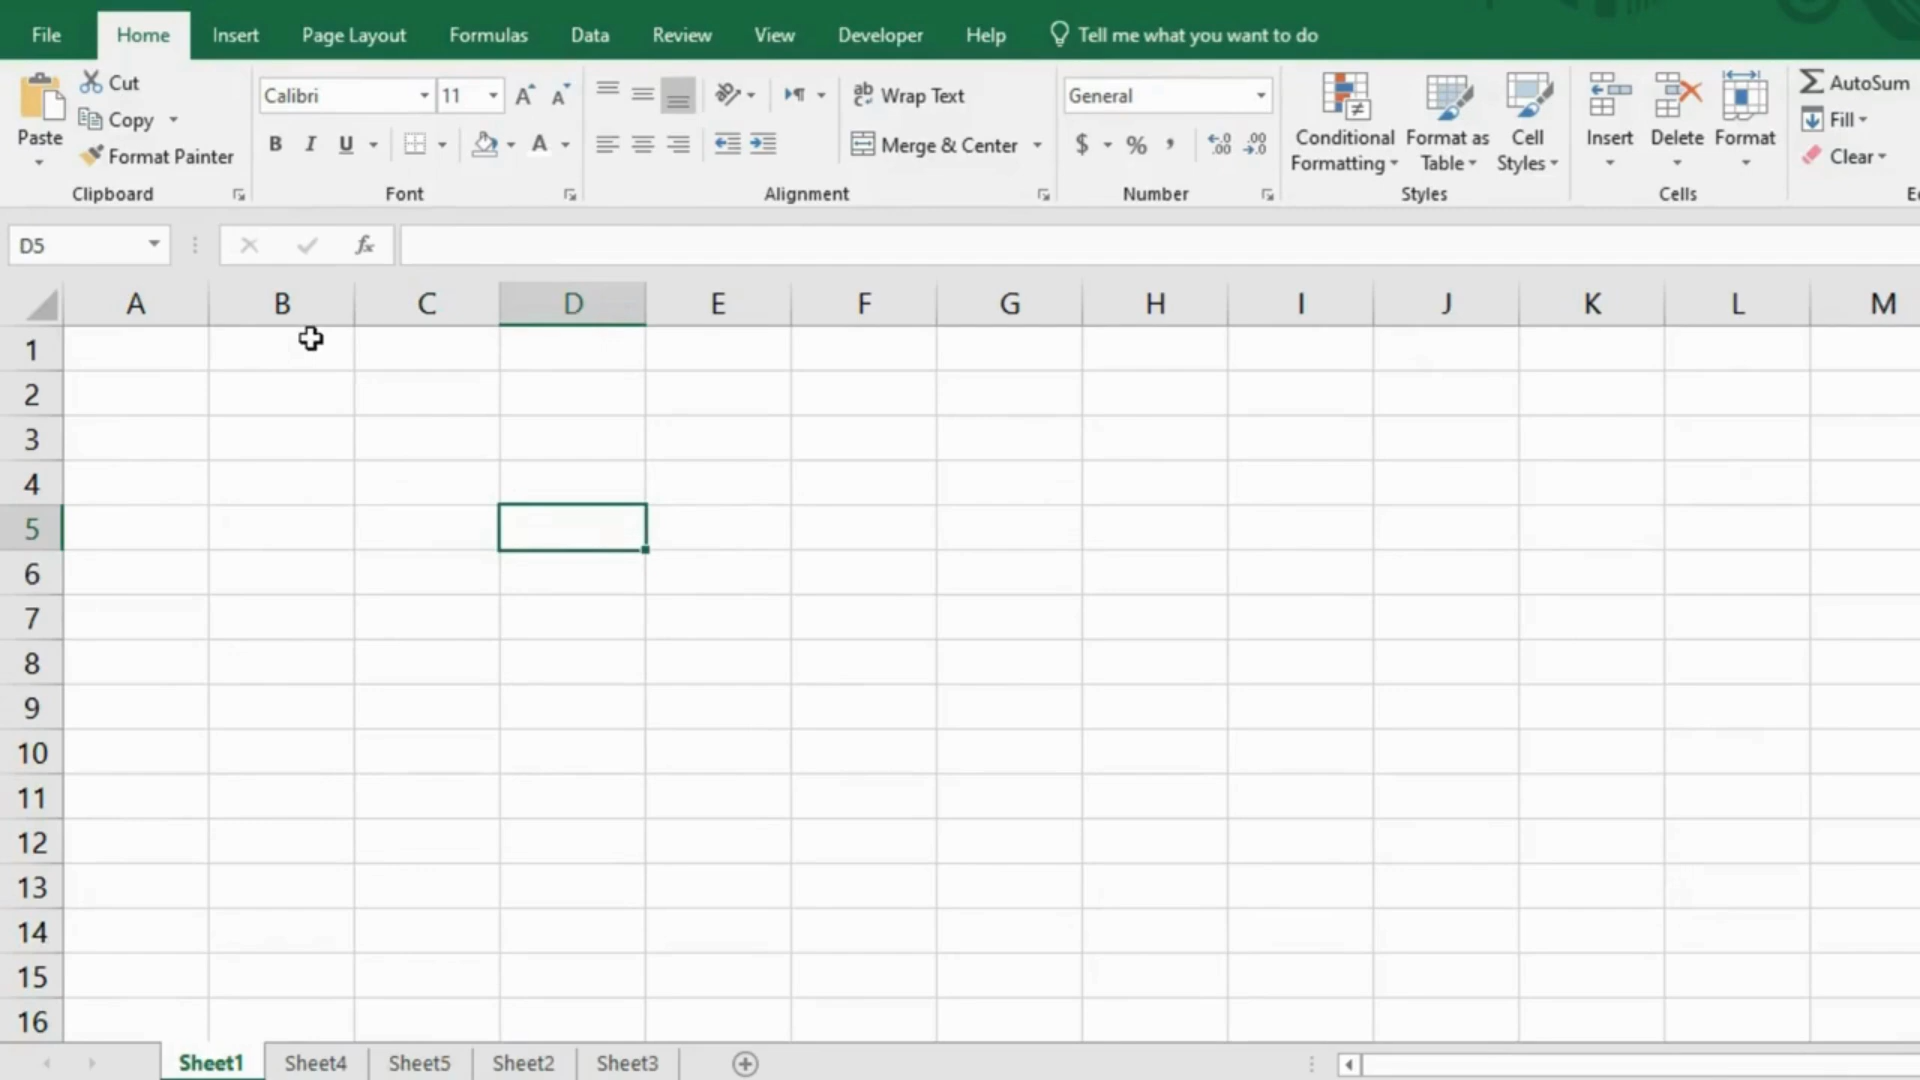 File Home Insert Page Layout Formulas Data Review View Developer Help Tell me what you want to do
Paste
Cut
Copy
Format Painter
Clipboard
Calibri 11
B I U A
Font
ab Wrap Text
Merge & Center
Alignment
General
$ % ,
Number
Conditional Formatting
Format as Table
Cell Styles
Styles
Insert Delete Format
Cells
AutoSum
Fill
Clear
D5 fx
A B C D E F G H I J K L M
1
2
3
4
5
6
7
8
9
10
11
12
13
14
15
16
Sheet1 Sheet4 Sheet5 Sheet2 Sheet3